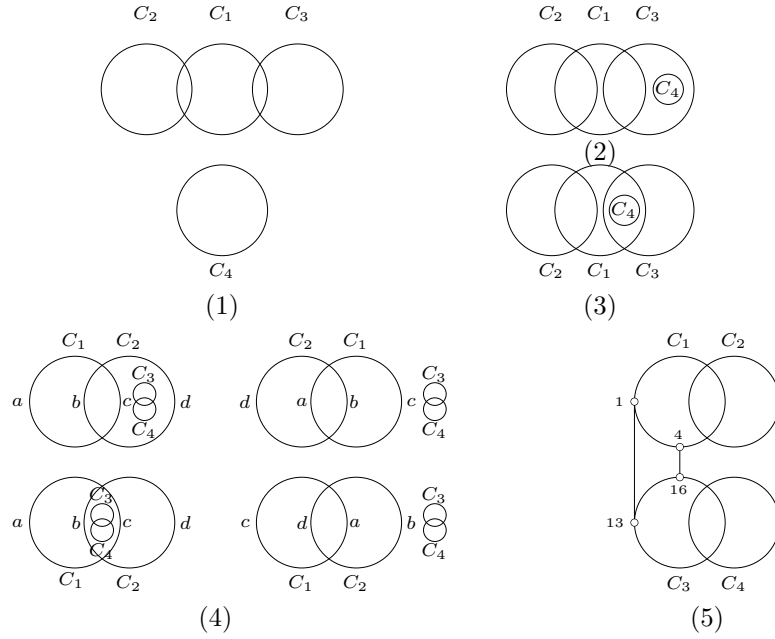 C₂ C₁ C₃
C₄
(1)
C₂ C₁ C₃
C₄
(2)
C₄
C₂ C₁ C₃
(3)
C₁ C₂
a b c d
C₃
C₄
C₂ C₁
d a b c
C₃
C₄
a b c d
C₃
C₄
C₁ C₂
c d a b
C₃
C₄
C₁ C₂
(4)
C₁ C₂
1
4
16
13
C₃ C₄
(5)